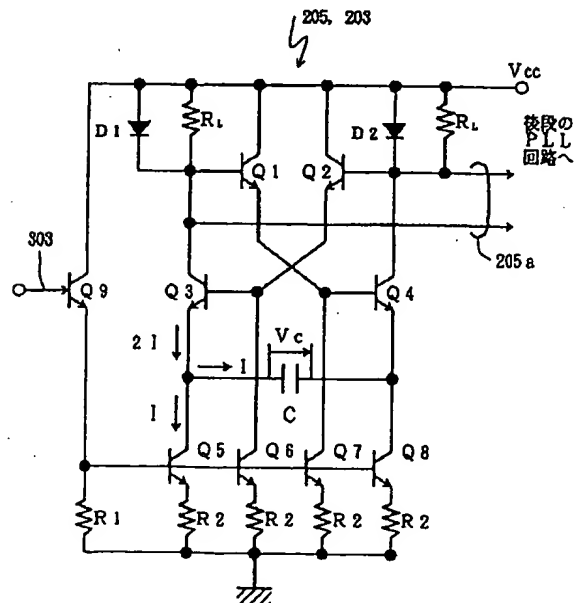 205, 203
Vcc
D1
RL
Q1
Q2
D2
RL
後段の
PLL
回路へ
303
Q9
Q3
Q4
205a
2I
I
Vc
C
I
Q5
Q6
Q7
Q8
R1
R2
R2
R2
R2